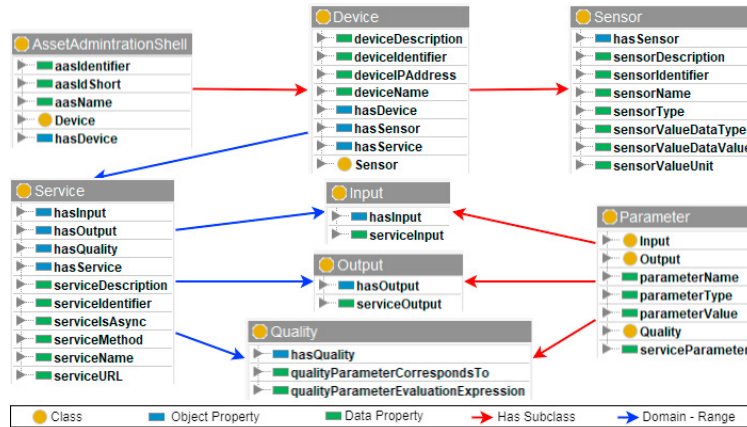 AssetAdmintrationShell
aasIdentifier
aasIdShort
aasName
Device
hasDevice
Device
deviceDescription
deviceIdentifier
deviceIPAddress
deviceName
hasDevice
hasSensor
hasService
Sensor
Sensor
hasSensor
sensorDescription
sensorIdentifier
sensorName
sensorType
sensorValueDataType
sensorValueDataValue
sensorValueUnit
Service
hasInput
hasOutput
hasQuality
hasService
serviceDescription
serviceIdentifier
serviceIsAsync
serviceMethod
serviceName
serviceURL
Input
hasInput
serviceInput
Output
hasOutput
serviceOutput
Quality
hasQuality
qualityParameterCorrespondsTo
qualityParameterEvaluationExpression
Parameter
Input
Output
parameterName
parameterType
parameterValue
Quality
serviceParameter
Class
Object Property
Data Property
Has Subclass
Domain - Range